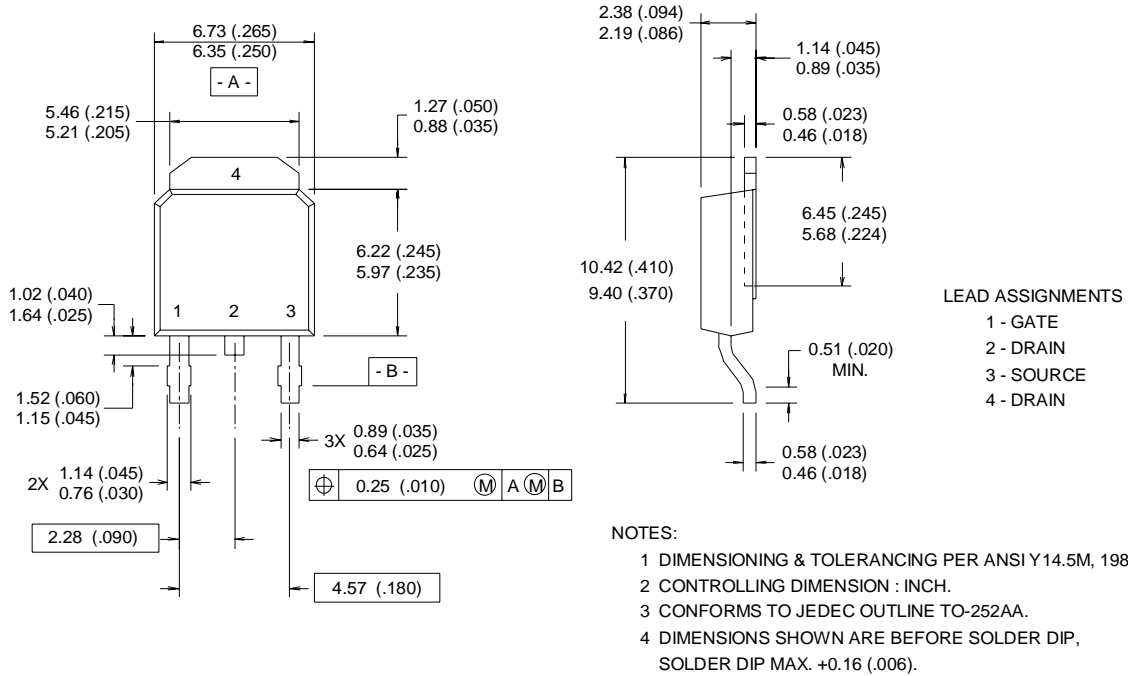 6.73 (.265)
6.35 (.250)
- A -
5.46 (.215)
5.21 (.205)
1.27 (.050)
0.88 (.035)
4
6.22 (.245)
5.97 (.235)
1.02 (.040)
1.64 (.025)
1 2 3
- B -
1.52 (.060)
1.15 (.045)
3X 0.89 (.035)
0.64 (.025)
2X 1.14 (.045)
0.76 (.030)
⌖ 0.25 (.010) Ⓜ A Ⓜ B
2.28 (.090)
4.57 (.180)
2.38 (.094)
2.19 (.086)
1.14 (.045)
0.89 (.035)
0.58 (.023)
0.46 (.018)
6.45 (.245)
5.68 (.224)
10.42 (.410)
9.40 (.370)
0.51 (.020)
MIN.
0.58 (.023)
0.46 (.018)
LEAD ASSIGNMENTS
1 - GATE
2 - DRAIN
3 - SOURCE
4 - DRAIN
NOTES:
1 DIMENSIONING & TOLERANCING PER ANSI Y14.5M, 198
2 CONTROLLING DIMENSION : INCH.
3 CONFORMS TO JEDEC OUTLINE TO-252AA.
4 DIMENSIONS SHOWN ARE BEFORE SOLDER DIP,
SOLDER DIP MAX. +0.16 (.006).